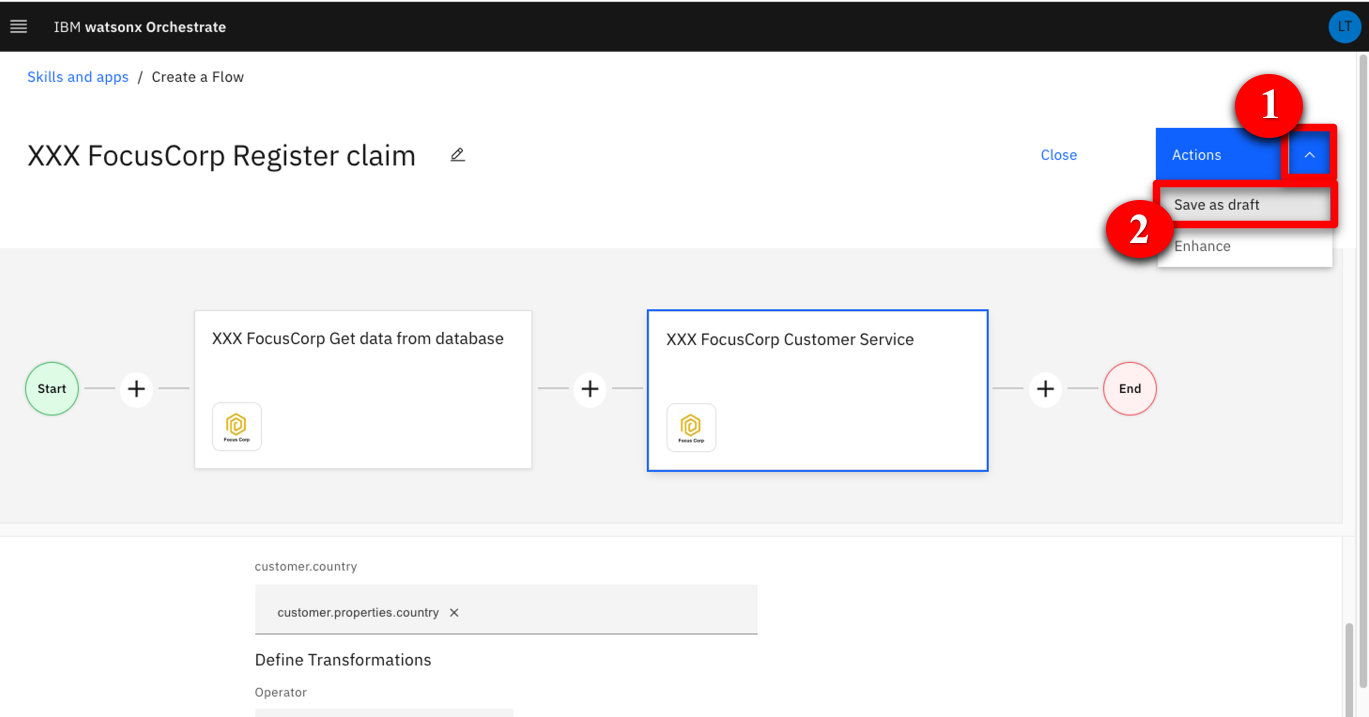 IBM watsonx Orchestrate
LT
Skills and apps / Create a Flow
1
XXX FocusCorp Register claim
Close
Actions
Save as draft
2
Enhance
XXX FocusCorp Get data from database
XXX FocusCorp Customer Service
Start
End
Focus Corp
Focus Corp
customer.country
customer.properties.country
Define Transformations
Operator